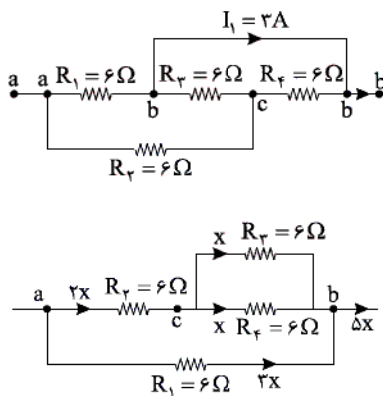 I₁ = ۳A
a a R₁ = ۶Ω R₃ = ۶Ω R₄ = ۶Ω b
b c b
R₂ = ۶Ω
x R₃ = ۶Ω
a ۲x R₂ = ۶Ω x b
c R₄ = ۶Ω ۵x
R₁ = ۶Ω ۳x